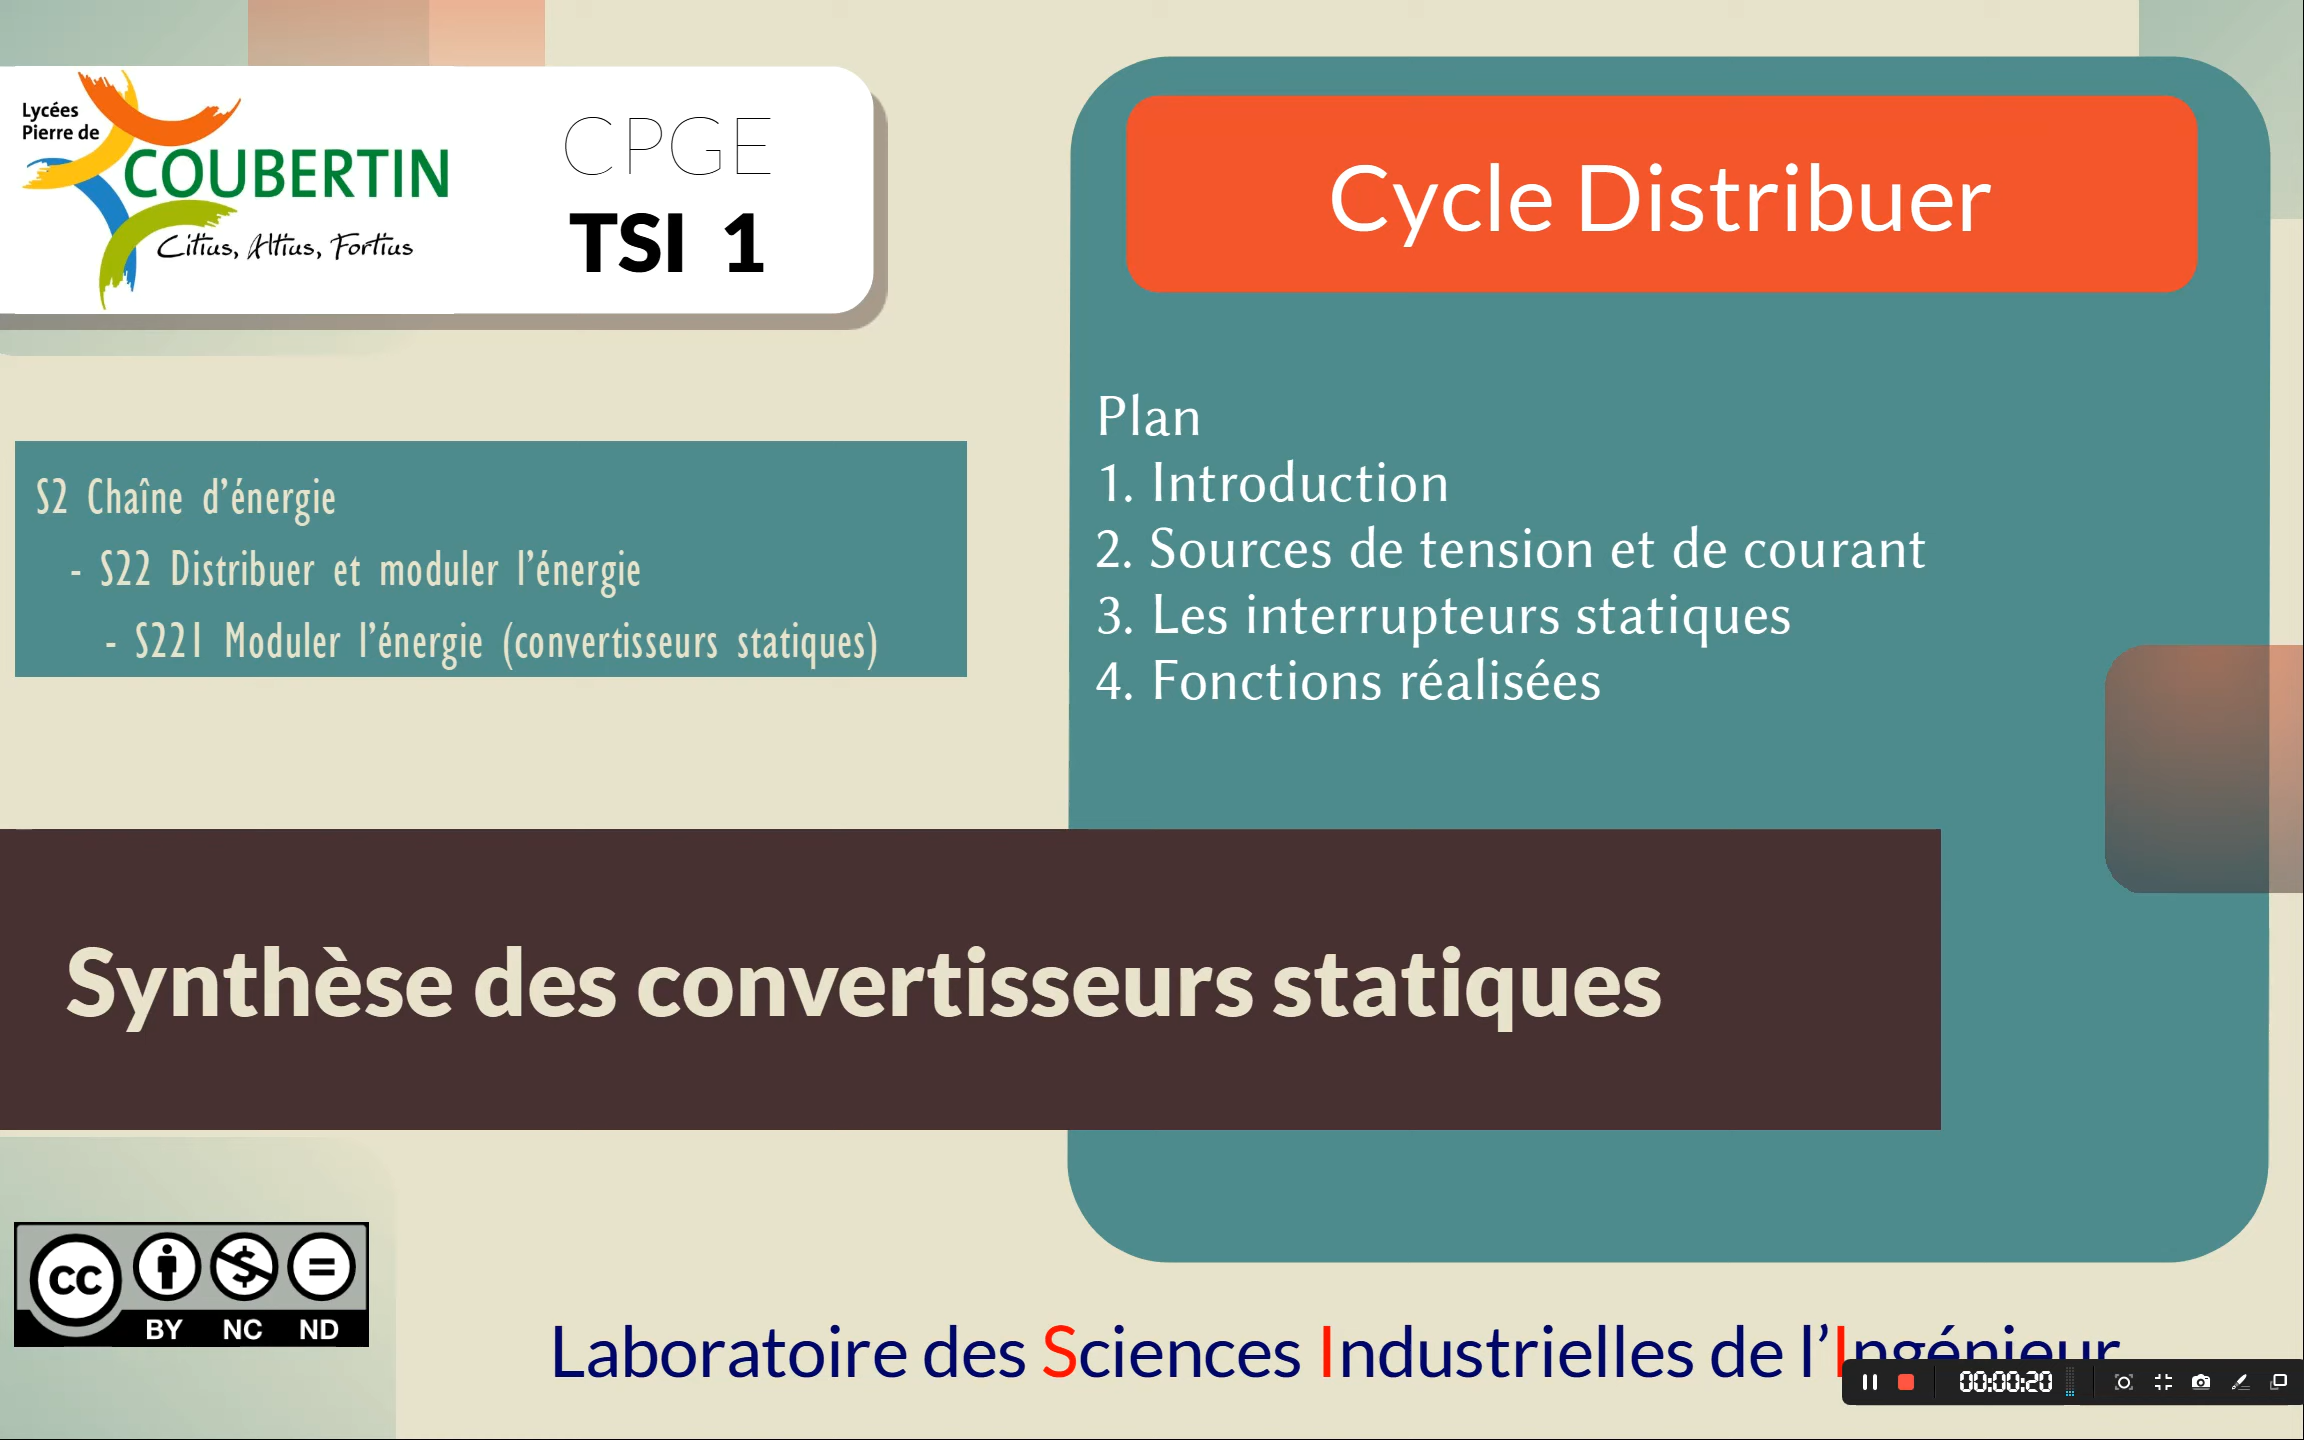 Lycées
Pierre de
COUBERTIN
Citius, Altius, Fortius
CPGE
TSI 1
S2 Chaîne d’énergie
- S22 Distribuer et moduler l’énergie
- S221 Moduler l’énergie (convertisseurs statiques)
Cycle Distribuer
Plan
1. Introduction
2. Sources de tension et de courant
3. Les interrupteurs statiques
4. Fonctions réalisées
Synthèse des convertisseurs statiques
cc
BY NC ND
Laboratoire des Sciences Industrielles de l’Ingénieur
00:00:20